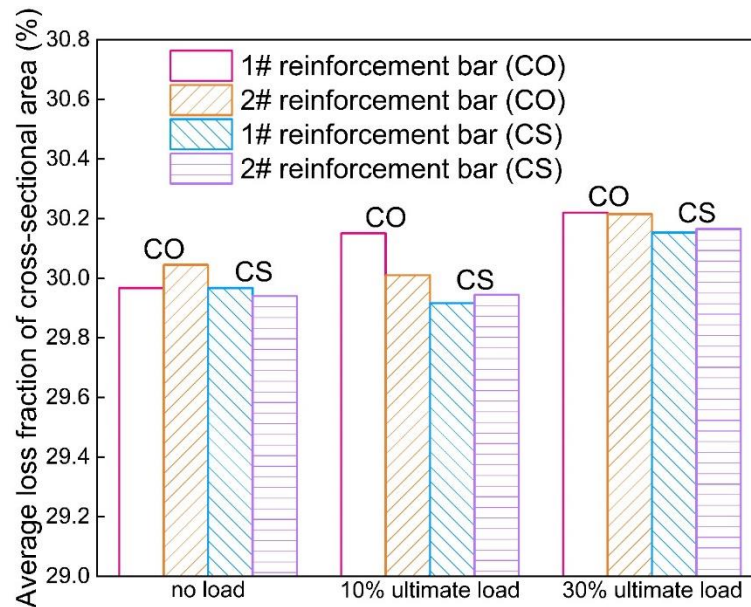 Average loss fraction of cross-sectional area (%)
30.8
30.6
30.4
30.2
30.0
29.8
29.6
29.4
29.2
29.0
1# reinforcement bar (CO)
2# reinforcement bar (CO)
1# reinforcement bar (CS)
2# reinforcement bar (CS)
CO
CS
CO
CS
CO
CS
no load
10% ultimate load
30% ultimate load